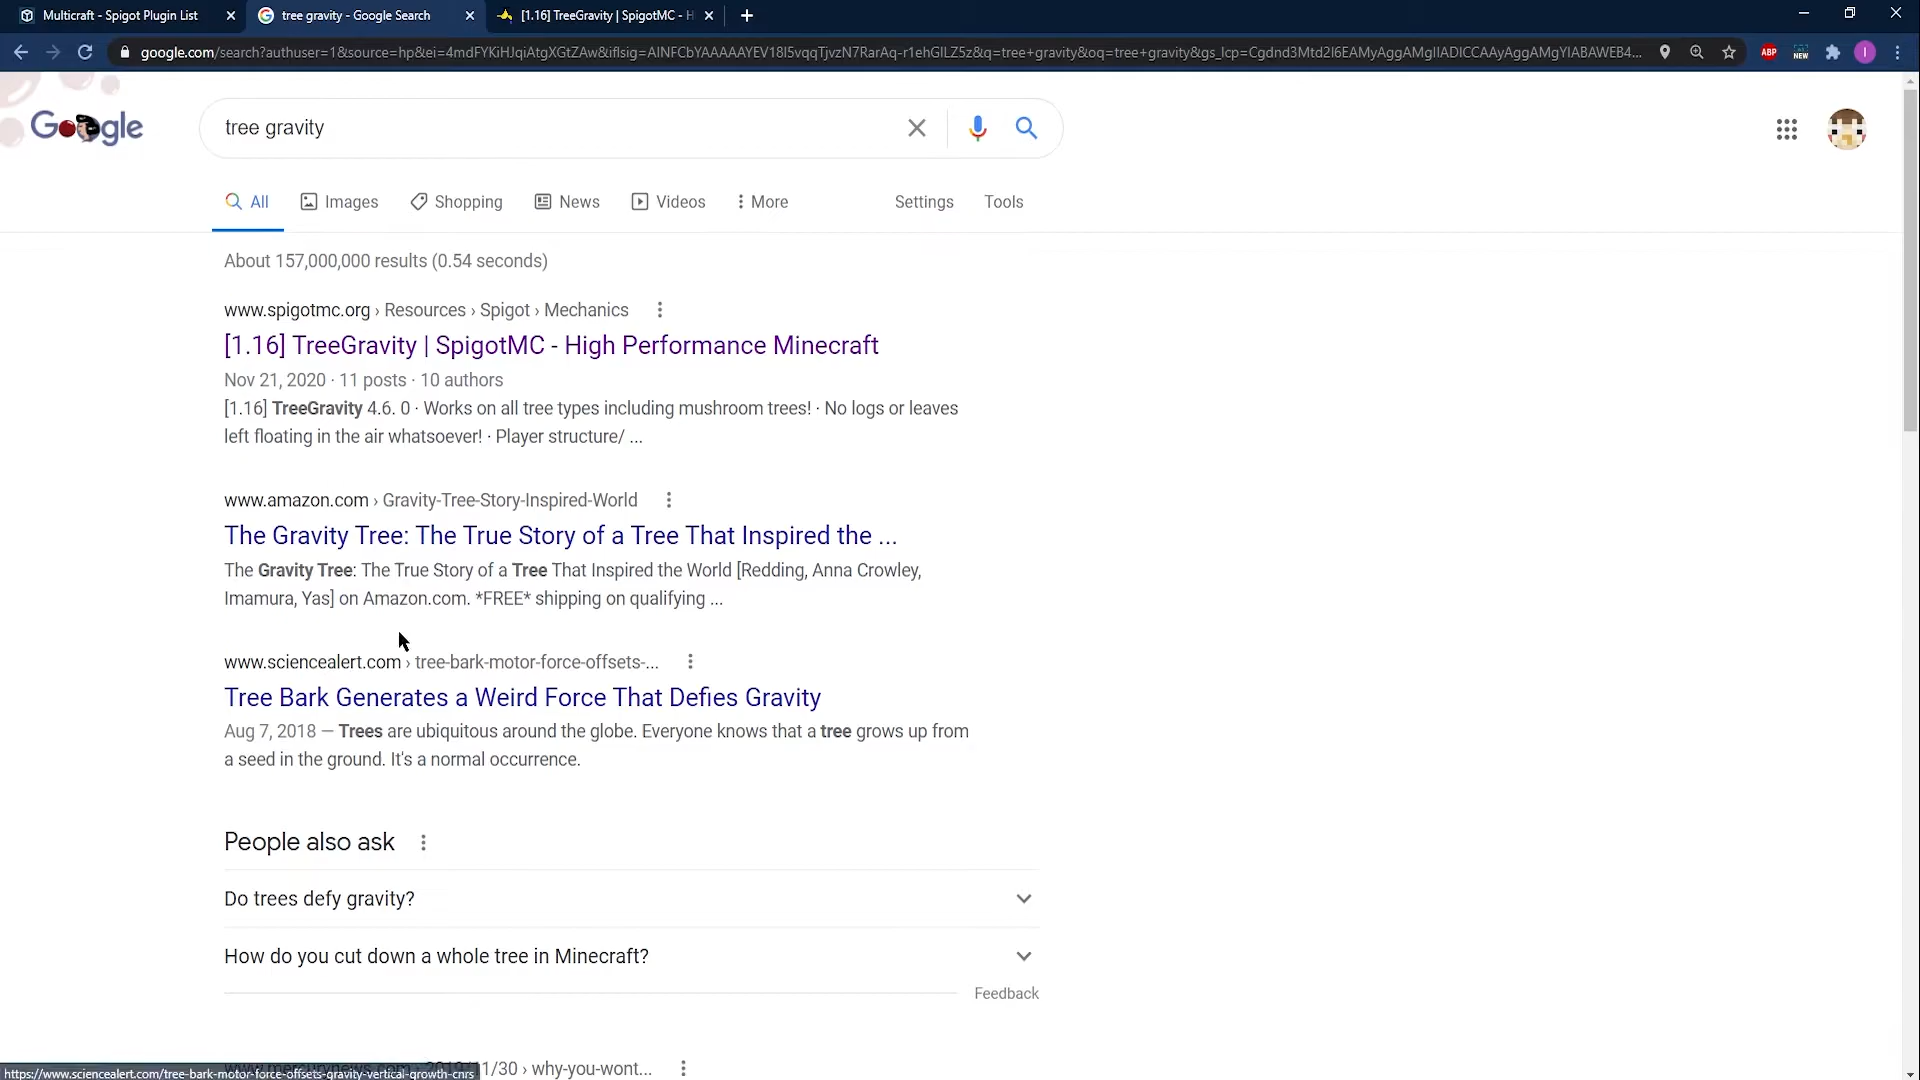 Multicraft - Spigot Plugin List
tree gravity - Google Search
[1.16] TreeGravity | SpigotMC - H
google.com/search?authuser=1&source=hp&ei=4mdFYKiHJqiAtgXGtZAw&iflsig=AINFCbYAAAAAYEV18I5vqqTjvzN7RarAq-r1ehGlLZ5z&q=tree+gravity&oq=tree+gravity&gs_lcp=Cgdnd3Mtd2l6EAMyAggAMgIIADICCAAyAggAMgYIABAWEB4...
ABP
NEW
I
Google
tree gravity
All
Images
Shopping
News
Videos
More
Settings
Tools
About 157,000,000 results (0.54 seconds)
www.spigotmc.org › Resources › Spigot › Mechanics
[1.16] TreeGravity | SpigotMC - High Performance Minecraft
Nov 21, 2020 · 11 posts · 10 authors
[1.16] TreeGravity 4.6. 0 · Works on all tree types including mushroom trees! · No logs or leaves
left floating in the air whatsoever! · Player structure/ ...
www.amazon.com › Gravity-Tree-Story-Inspired-World
The Gravity Tree: The True Story of a Tree That Inspired the ...
The Gravity Tree: The True Story of a Tree That Inspired the World [Redding, Anna Crowley,
Imamura, Yas] on Amazon.com. *FREE* shipping on qualifying ...
www.sciencealert.com › tree-bark-motor-force-offsets-...
Tree Bark Generates a Weird Force That Defies Gravity
Aug 7, 2018 — Trees are ubiquitous around the globe. Everyone knows that a tree grows up from
a seed in the ground. It's a normal occurrence.
People also ask
Do trees defy gravity?
How do you cut down a whole tree in Minecraft?
Feedback
www.mercurynews.com › 2019/11/30 › why-you-wont...
https://www.sciencealert.com/tree-bark-motor-force-offsets-gravity-vertical-growth-cnrs